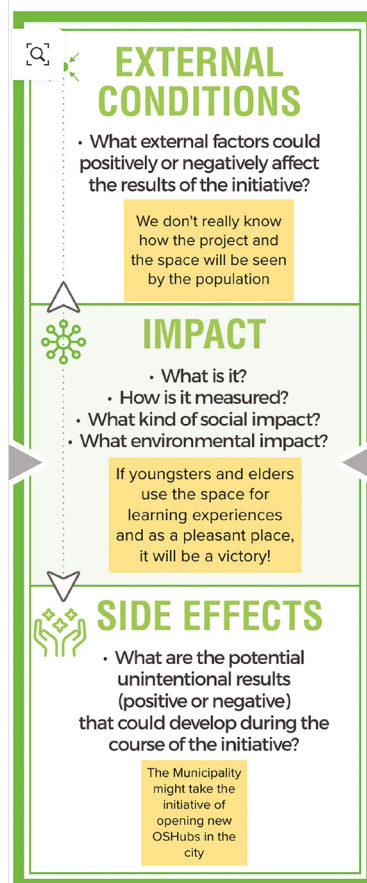 EXTERNAL
CONDITIONS
• What external factors could
positively or negatively affect
the results of the initiative?
We don't really know
how the project and
the space will be seen
by the population
IMPACT
• What is it?
• How is it measured?
• What kind of social impact?
• What environmental impact?
If youngsters and elders
use the space for
learning experiences
and as a pleasant place,
it will be a victory!
SIDE EFFECTS
• What are the potential
unintentional results
(positive or negative)
that could develop during the
course of the initiative?
The Municipality
might take the
initiative of
opening new
OSHubs in the
city